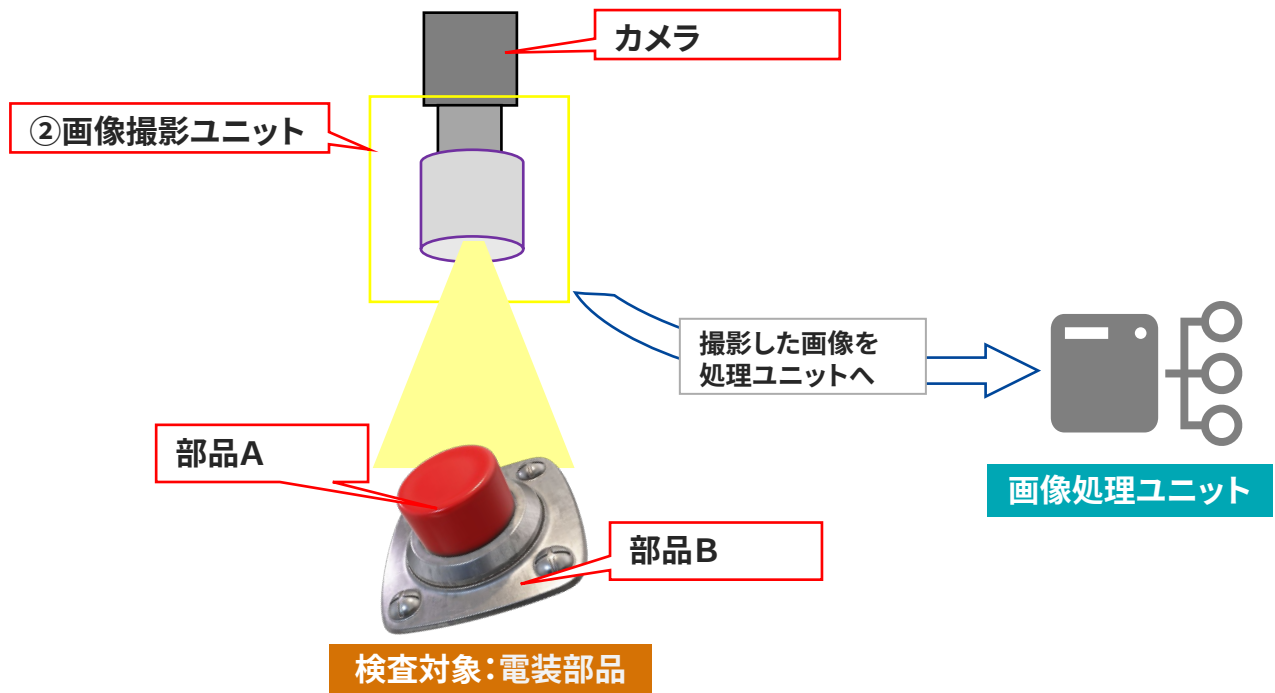 カメラ
②画像撮影ユニット
撮影した画像を
処理ユニットへ
部品A
画像処理ユニット
部品B
検査対象：電装部品